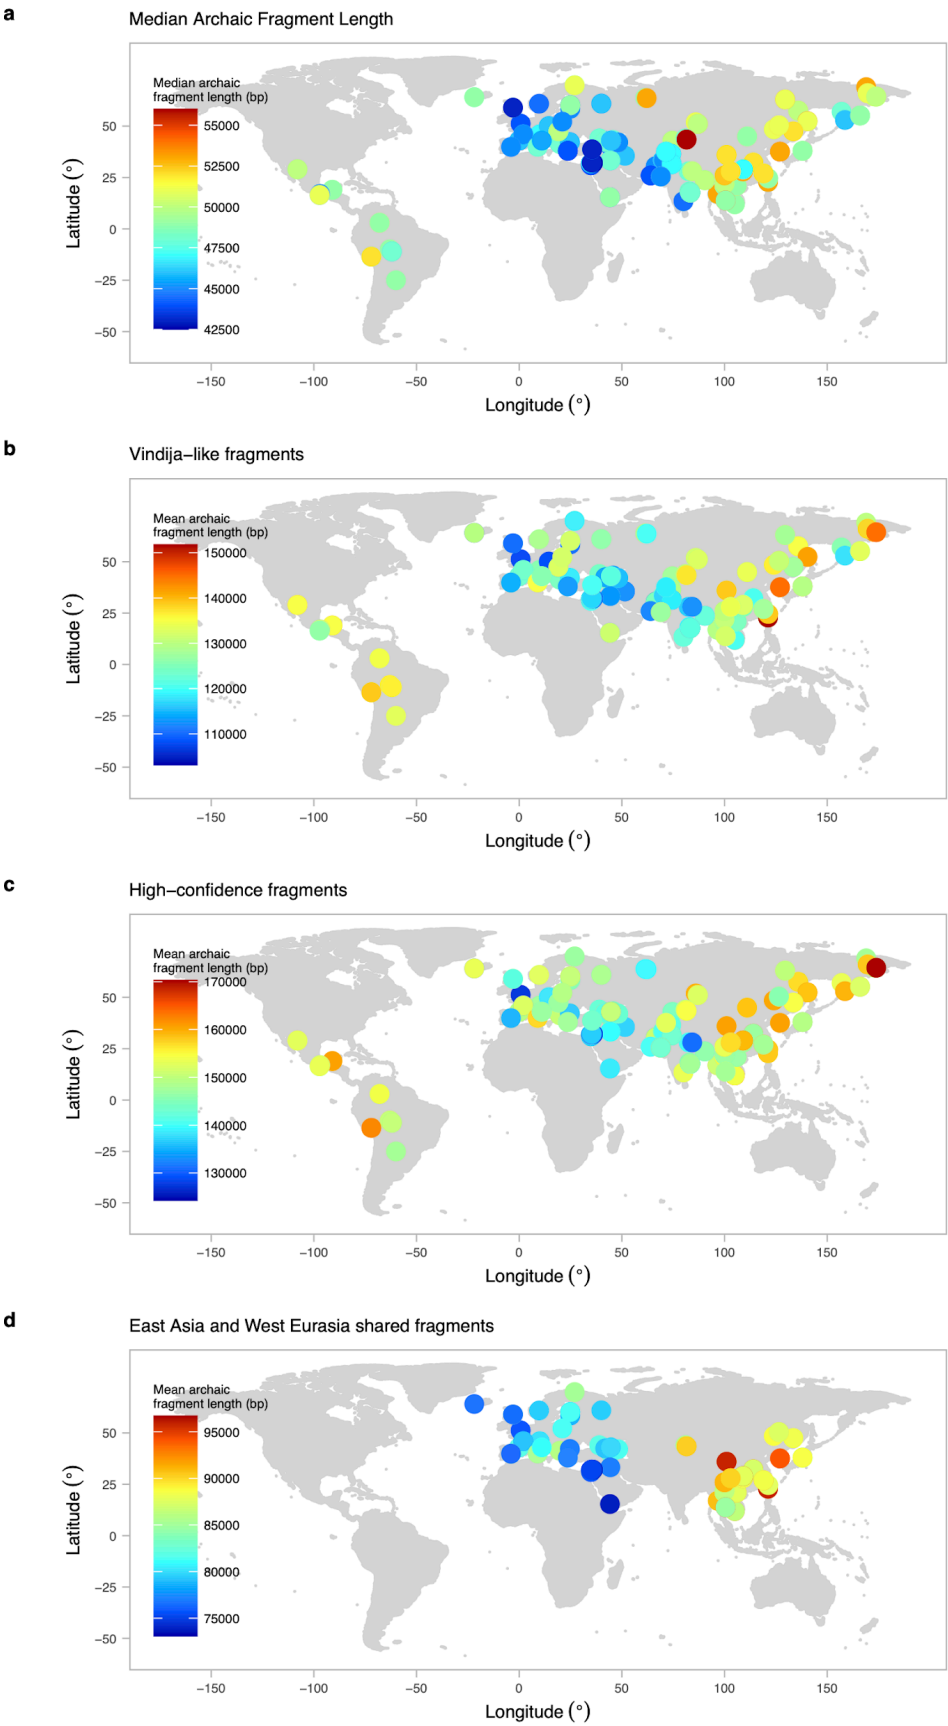 a
Median Archaic Fragment Length
Median archaic
fragment length (bp)
55000
52500
50000
47500
45000
42500
50
25
0
−25
−50
Latitude (°)
−150 −100 −50 0 50 100 150
Longitude (°)
b
Vindija−like fragments
Mean archaic
fragment length (bp)
150000
140000
130000
120000
110000
50
25
0
−25
−50
Latitude (°)
−150 −100 −50 0 50 100 150
Longitude (°)
c
High−confidence fragments
Mean archaic
fragment length (bp)
170000
160000
150000
140000
130000
50
25
0
−25
−50
Latitude (°)
−150 −100 −50 0 50 100 150
Longitude (°)
d
East Asia and West Eurasia shared fragments
Mean archaic
fragment length (bp)
95000
90000
85000
80000
75000
50
25
0
−25
−50
Latitude (°)
−150 −100 −50 0 50 100 150
Longitude (°)